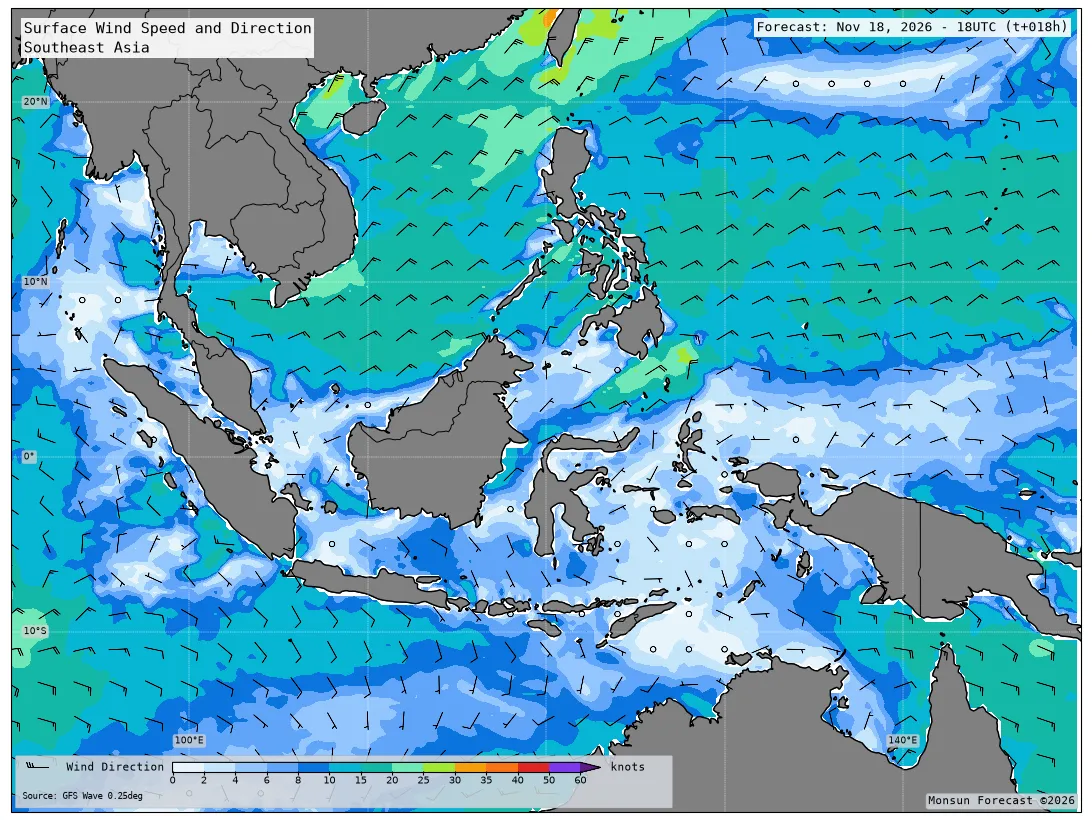 Surface Wind Speed and Direction
Southeast Asia
Forecast: Nov 18, 2026 - 18UTC (t+018h)
20°N
10°N
0°
10°S
100°E
140°E
Wind Direction
0 2 4 6 8 10 15 20 25 30 35 40 50 60
knots
Source: GFS Wave 0.25deg
Monsun Forecast ©2026